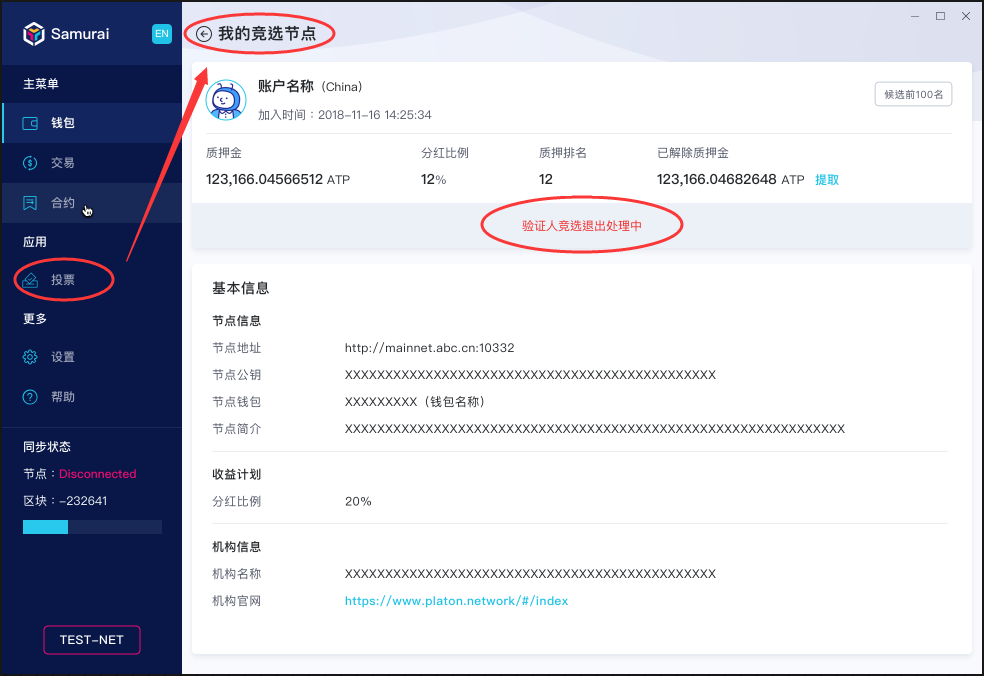 Samurai
EN
主菜单
钱包
交易
合约
应用
投票
更多
设置
帮助
同步状态
节点：Disconnected
区块：-232641
TEST-NET
我的竞选节点
账户名称（China）
加入时间：2018-11-16 14:25:34
候选前100名
质押金 分红比例 质押排名 已解除质押金
123,166.04566512 ATP 12% 12 123,166.04682648 ATP 提取
验证人竞选退出处理中
基本信息
节点信息
节点地址 http://mainnet.abc.cn:10332
节点公钥 XXXXXXXXXXXXXXXXXXXXXXXXXXXXXXXXXXXXXXXXXXXXXX
节点钱包 XXXXXXXXX（钱包名称）
节点简介 XXXXXXXXXXXXXXXXXXXXXXXXXXXXXXXXXXXXXXXXXXXXXXXXXXXXXXXXXXXXXX
收益计划
分红比例 20%
机构信息
机构名称 XXXXXXXXXXXXXXXXXXXXXXXXXXXXXXXXXXXXXXXXXXXXXX
机构官网 https://www.platon.network/#/index